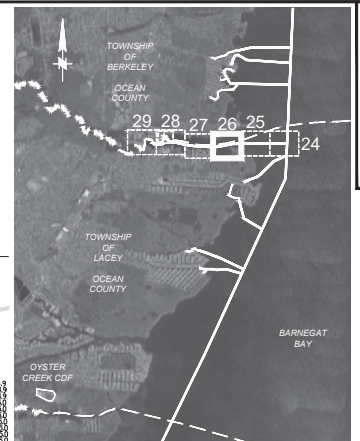 TOWNSHIP
OF
BERKELEY
OCEAN
COUNTY
29 28 27 26 25 24
TOWNSHIP
OF
LACEY
OCEAN
COUNTY
BARNEGAT
BAY
OYSTER
CREEK CDF